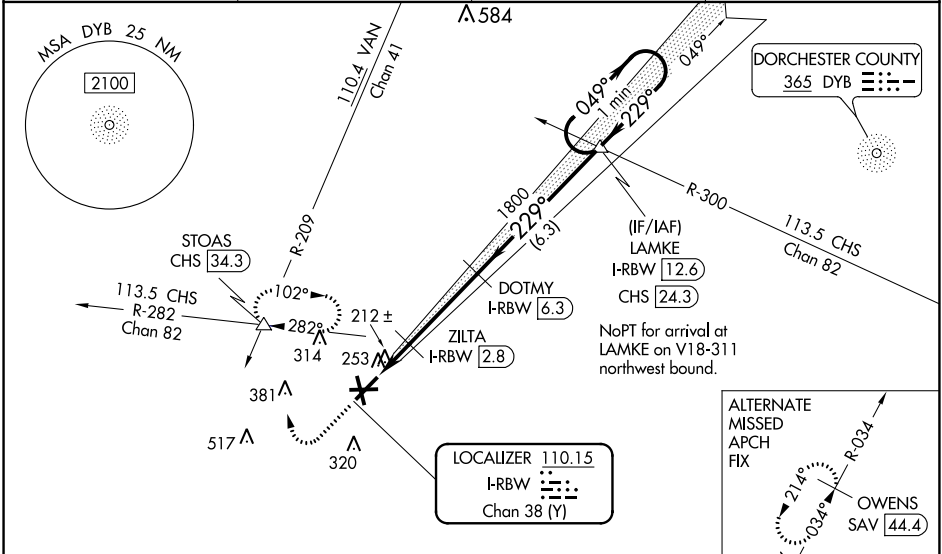 584
MSA DYB 25 NM
2100
110.4 VAN
Chan 41
R-209
049°
1 min
229°
049°
DORCHESTER COUNTY
365 DYB
R-300
113.5 CHS
Chan 82
1800
229°
(6.3)
(IF/IAF)
LAMKE
I-RBW 12.6
CHS 24.3
NoPT for arrival at
LAMKE on V18-311
northwest bound.
STOAS
CHS 34.3
113.5 CHS
R-282
Chan 82
102°
282°
DOTMY
I-RBW 6.3
212 ±
ZILTA
I-RBW 2.8
314
253
381
517
320
LOCALIZER 110.15
I-RBW
Chan 38 (Y)
ALTERNATE
MISSED
APCH
FIX
R-034
214°
034°
OWENS
SAV 44.4